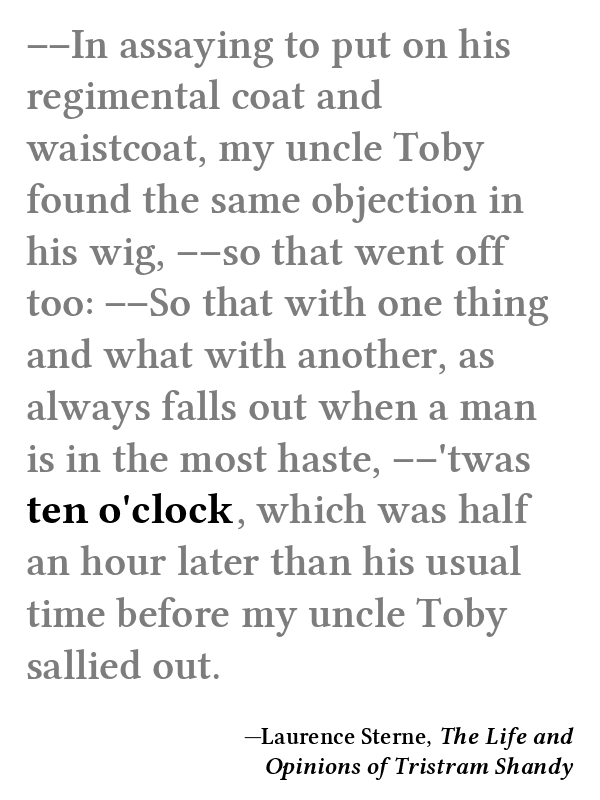 ––In assaying to put on his
regimental coat and
waistcoat, my uncle Toby
found the same objection in
his wig, ––so that went off
too: ––So that with one thing
and what with another, as
always falls out when a man
is in the most haste, ––'twas
ten o'clock, which was half
an hour later than his usual
time before my uncle Toby
sallied out.
—Laurence Sterne, The Life and
Opinions of Tristram Shandy